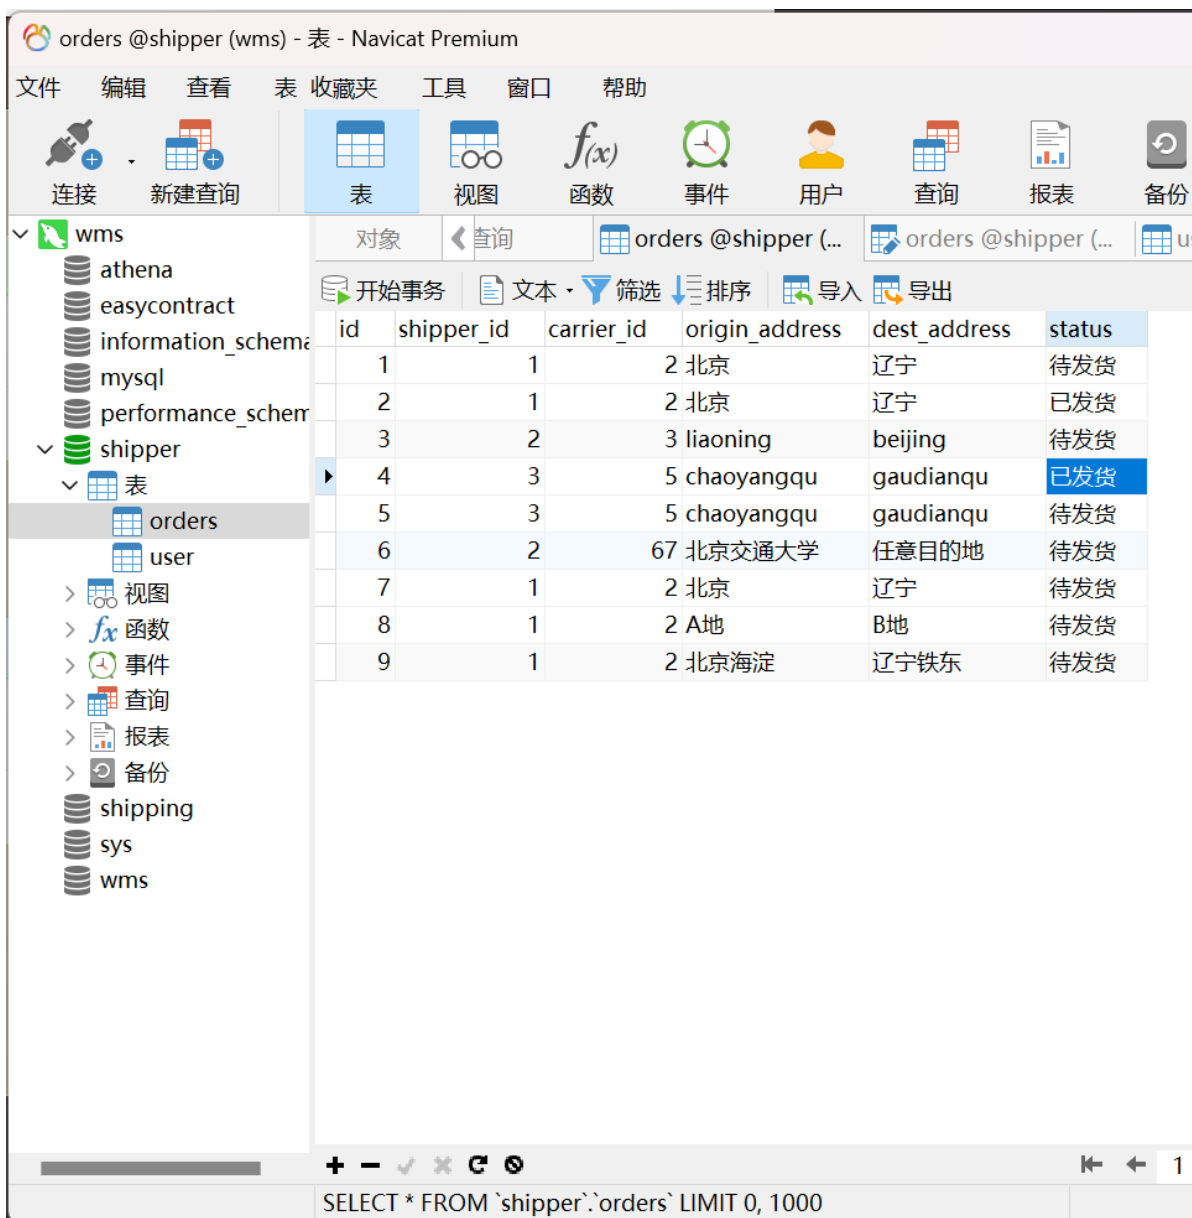 orders @shipper (wms) - 表 - Navicat Premium
文件 编辑 查看 表 收藏夹 工具 窗口 帮助
连接 新建查询 表 视图 函数 事件 用户 查询 报表 备份
对象 查询 orders @shipper (... orders @shipper (... u
开始事务 文本 筛选 排序 导入 导出
wms
athena
easycontract
information_schema
mysql
performance_schem
shipper
表
orders
user
视图
函数
事件
查询
报表
备份
shipping
sys
wms
id shipper_id carrier_id origin_address dest_address status
1 1 2 北京 辽宁 待发货
2 1 2 北京 辽宁 已发货
3 2 3 liaoning beijing 待发货
4 3 5 chaoyangqu gaudianqu 已发货
5 3 5 chaoyangqu gaudianqu 待发货
6 2 67 北京交通大学 任意目的地 待发货
7 1 2 北京 辽宁 待发货
8 1 2 A地 B地 待发货
9 1 2 北京海淀 辽宁铁东 待发货
1
SELECT * FROM `shipper`.`orders` LIMIT 0, 1000